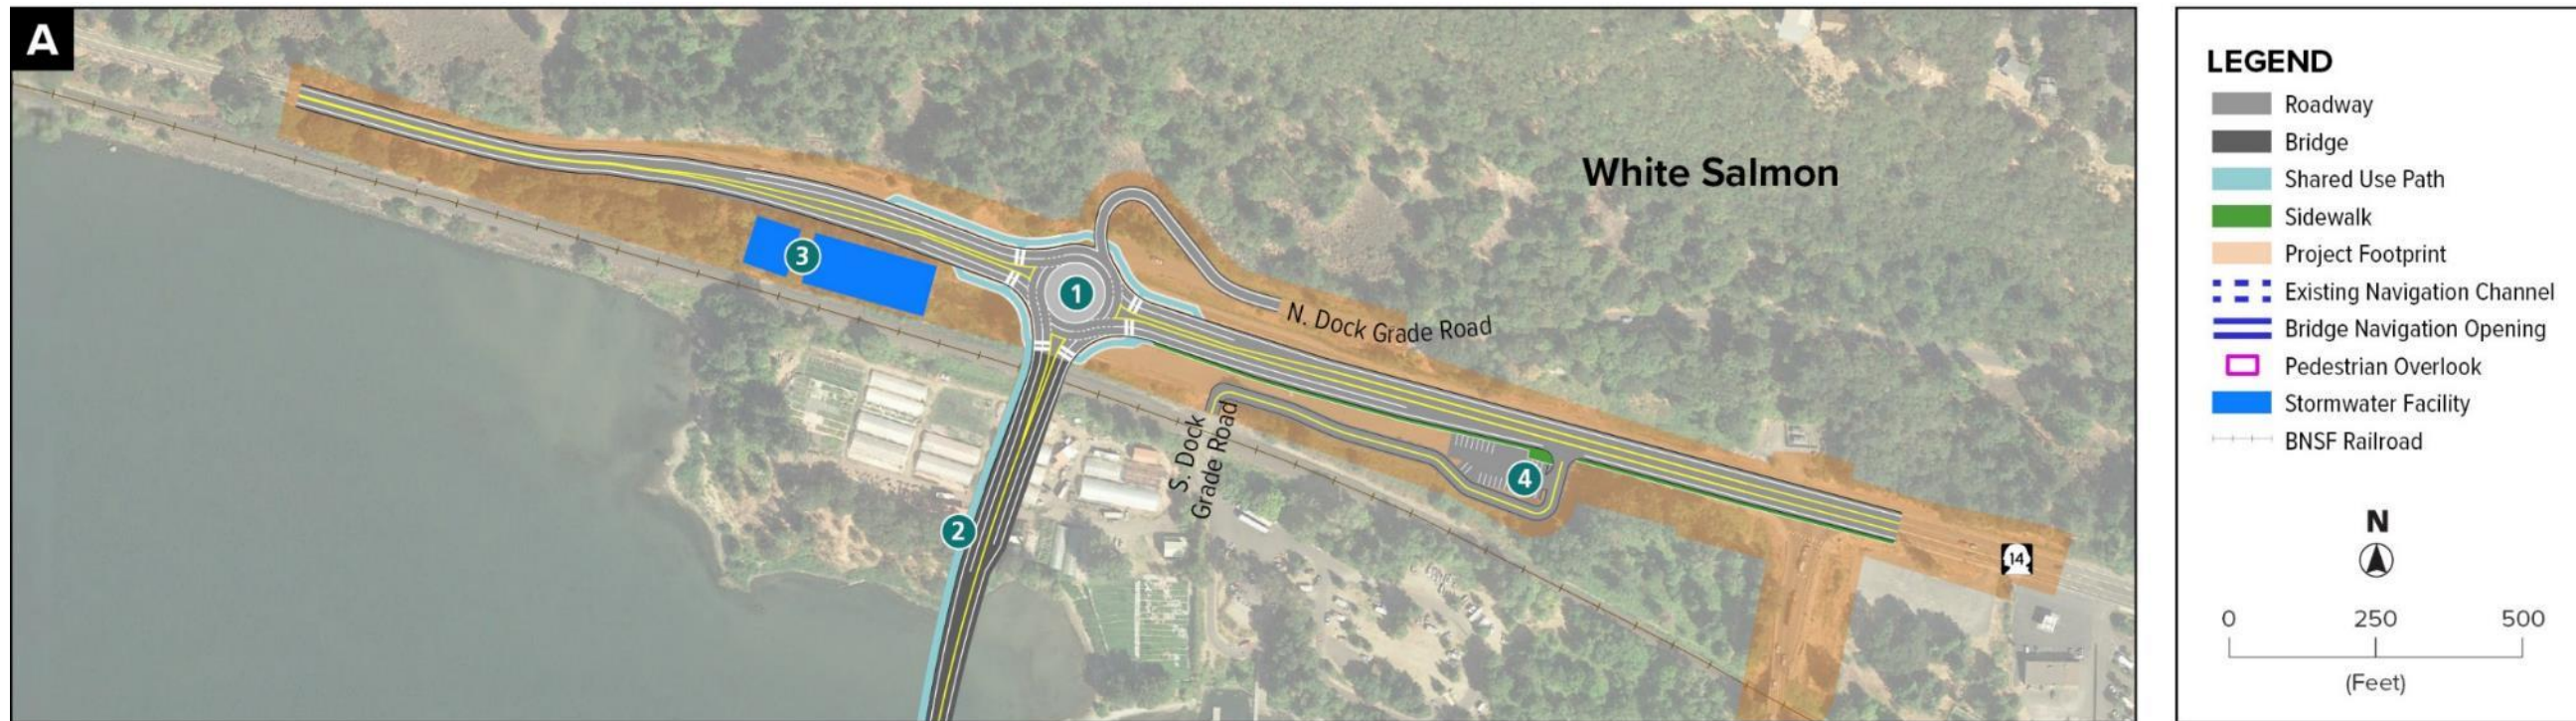 A
White Salmon
1
3
N. Dock Grade Road
S. Dock
Grade Road
4
2
14
LEGEND
Roadway
Bridge
Shared Use Path
Sidewalk
Project Footprint
Existing Navigation Channel
Bridge Navigation Opening
Pedestrian Overlook
Stormwater Facility
BNSF Railroad
N
0 250 500
(Feet)